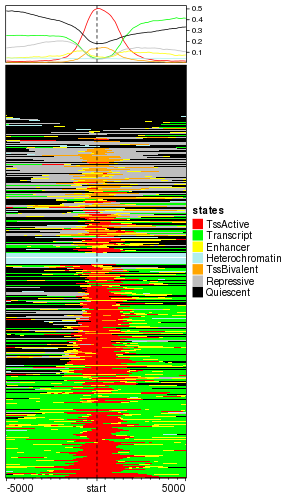 0.5
0.4
0.3
0.2
0.1
states
TssActive
Transcript
Enhancer
Heterochromatin
TssBivalent
Repressive
Quiescent
-5000 start 5000